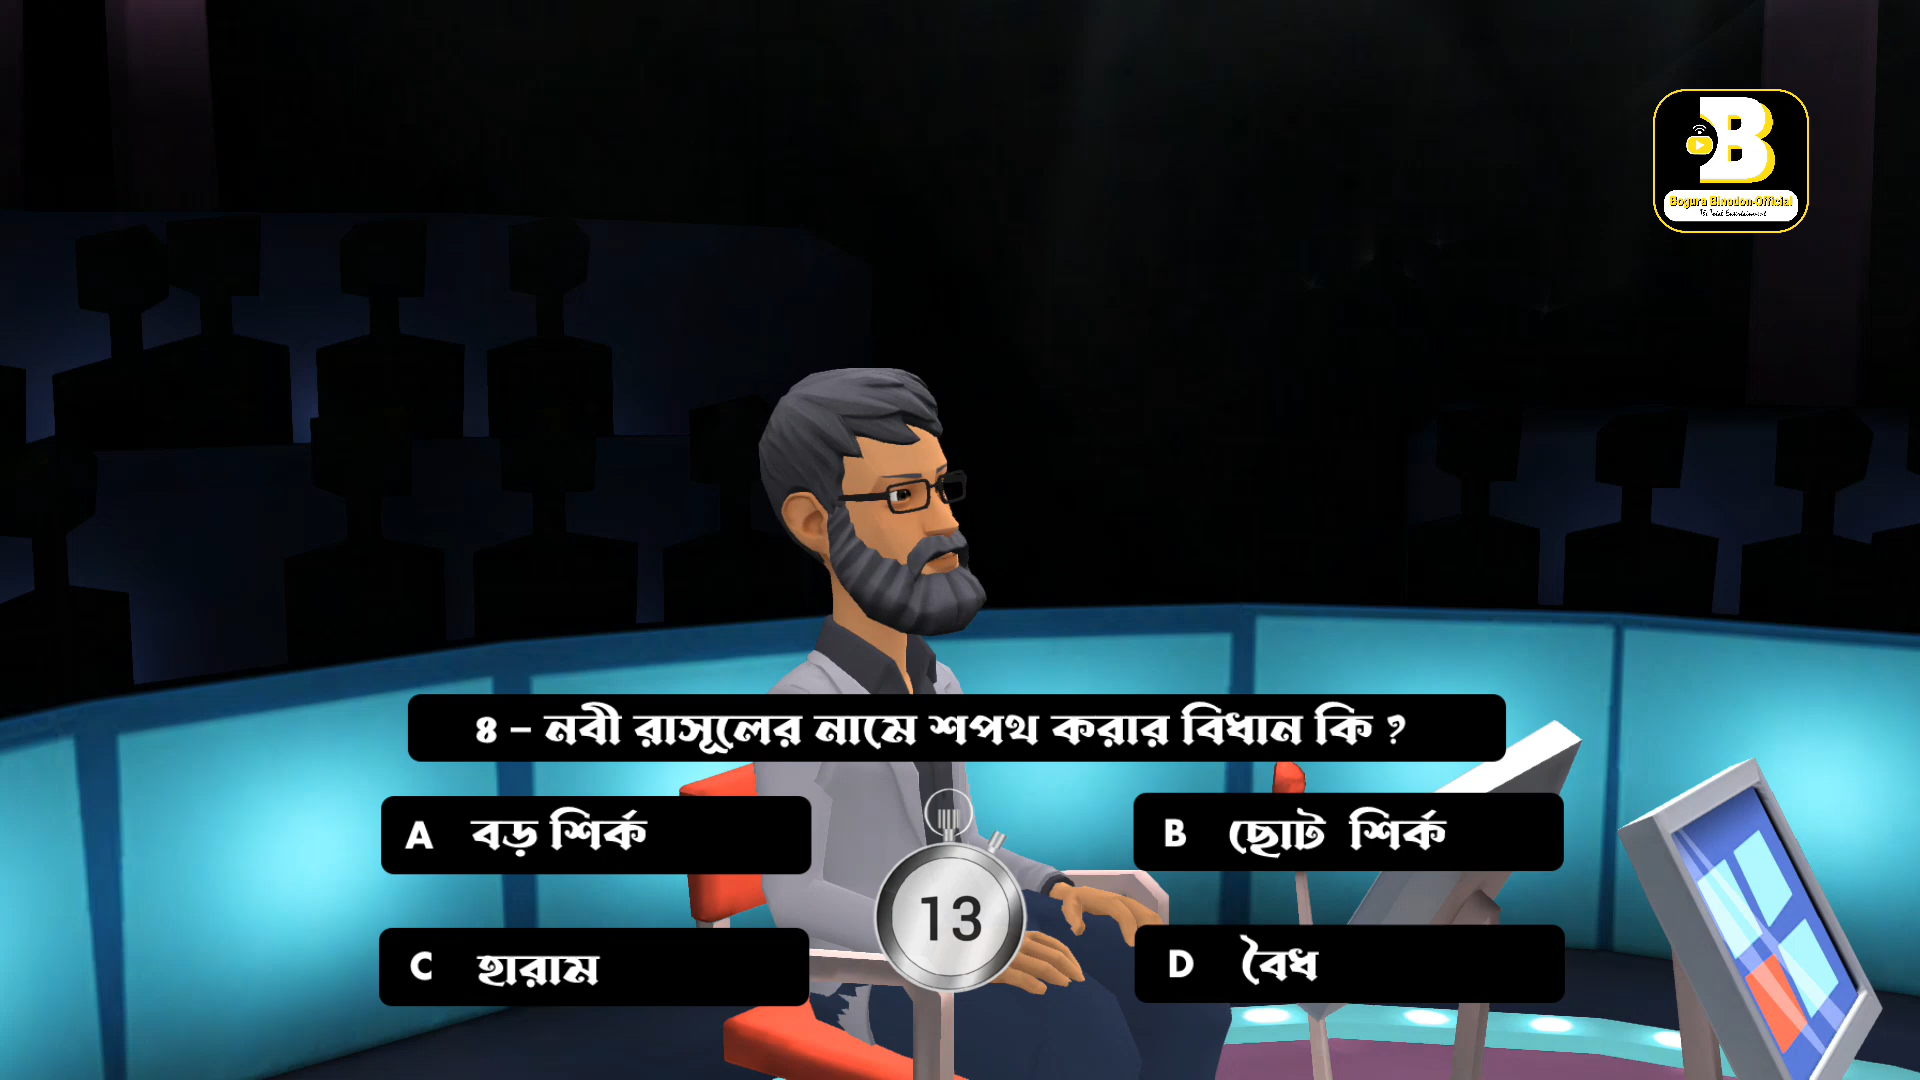 B
Bogura Binodon-Official
৪ – নবী রাসূলের নামে শপথ করার বিধান কি ?
A বড় শির্ক
B ছোট শির্ক
13
C হারাম
D বৈধ